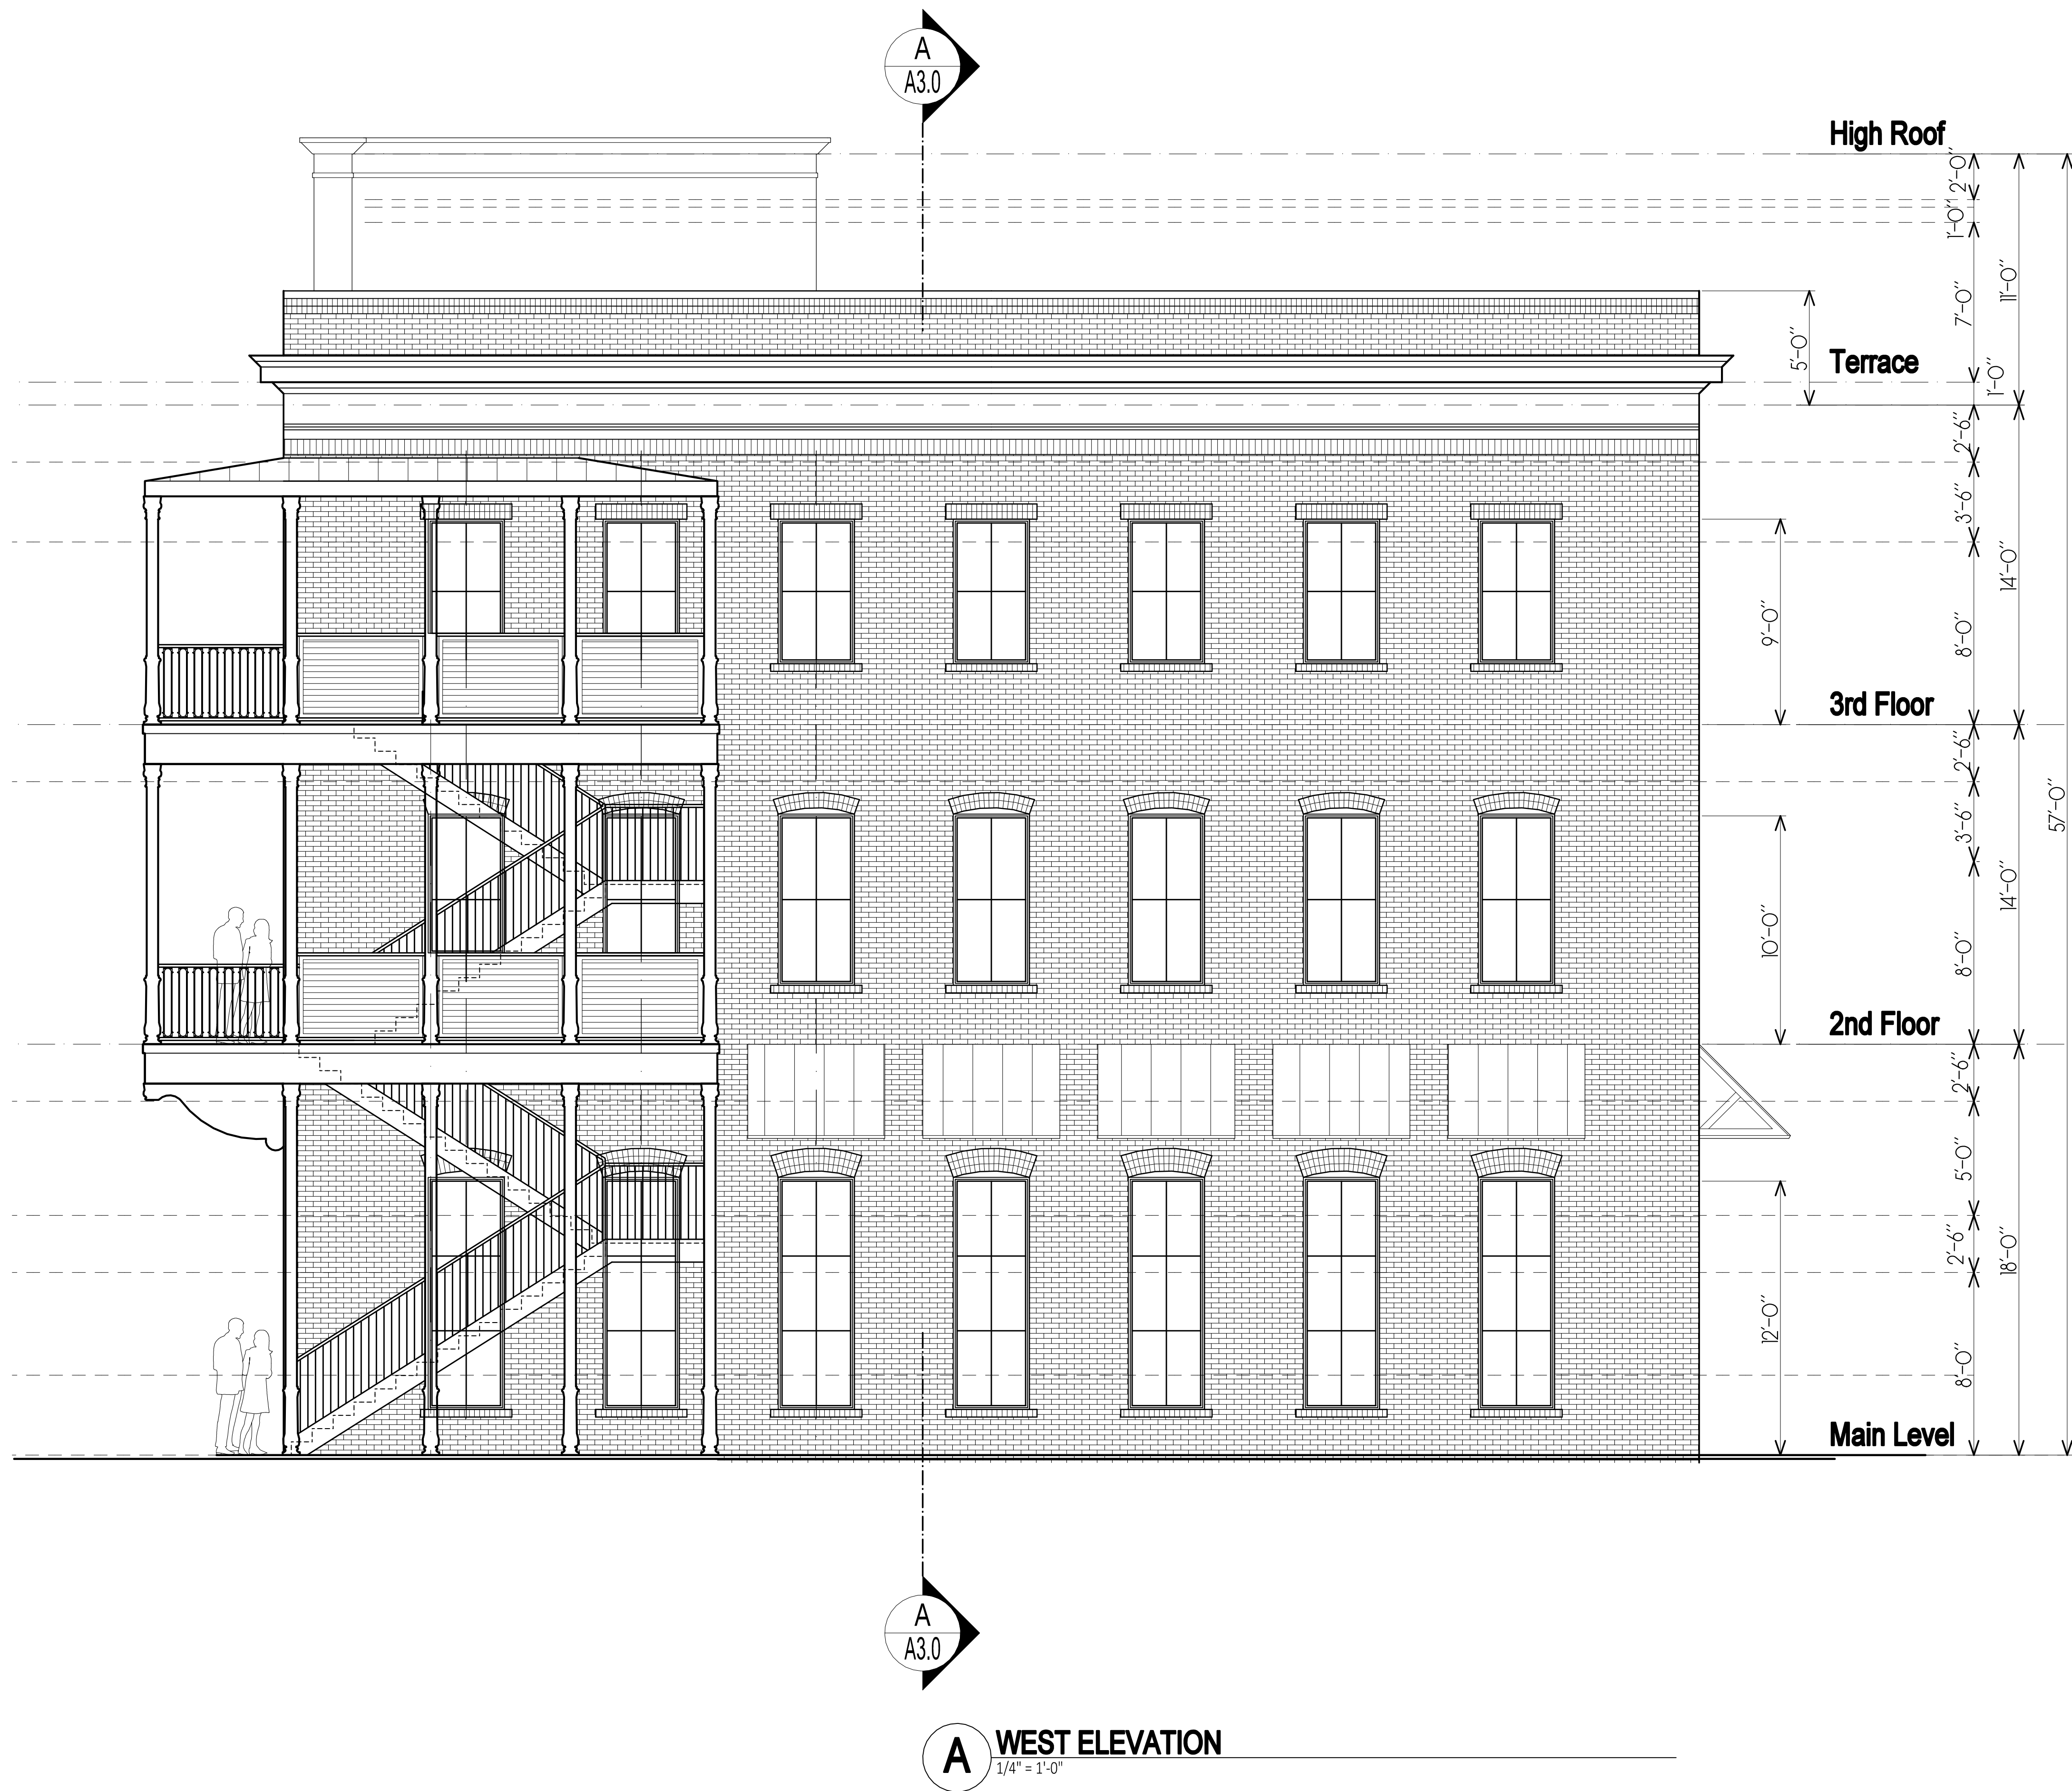 A
A3.0
High Roof
2'-0"
1'-0"
11'-0"
7'-0"
5'-0"
Terrace
1'-0"
2'-6"
3'-6"
14'-0"
9'-0"
8'-0"
3rd Floor
2'-6"
57'-0"
3'-6"
14'-0"
10'-0"
8'-0"
2nd Floor
2'-6"
5'-0"
2'-6"
18'-0"
12'-0"
8'-0"
Main Level
A
A3.0
A WEST ELEVATION
1/4" = 1'-0"